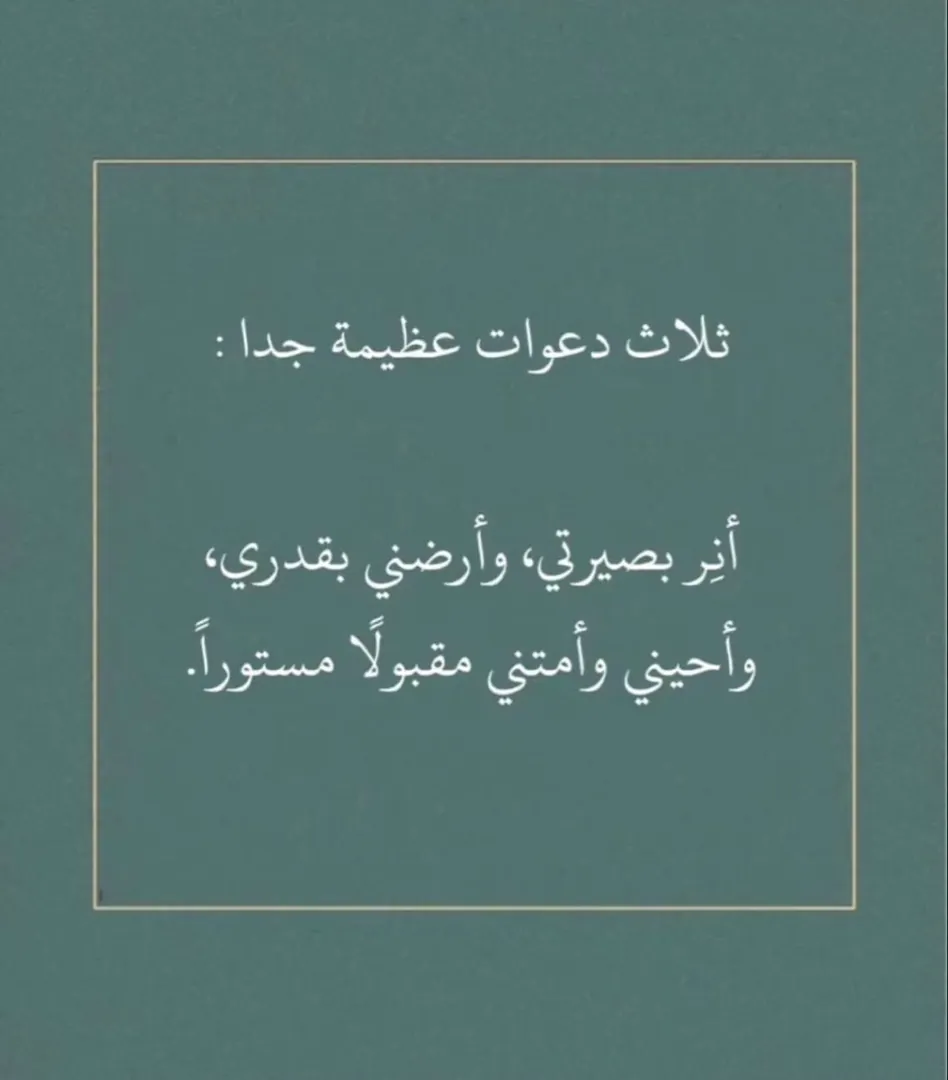 ثلاث دعوات عظيمة جدا :
أنِر بصيرتي، وأرضني بقدري،
وأحيني وأمتني مقبولًا مستوراً.